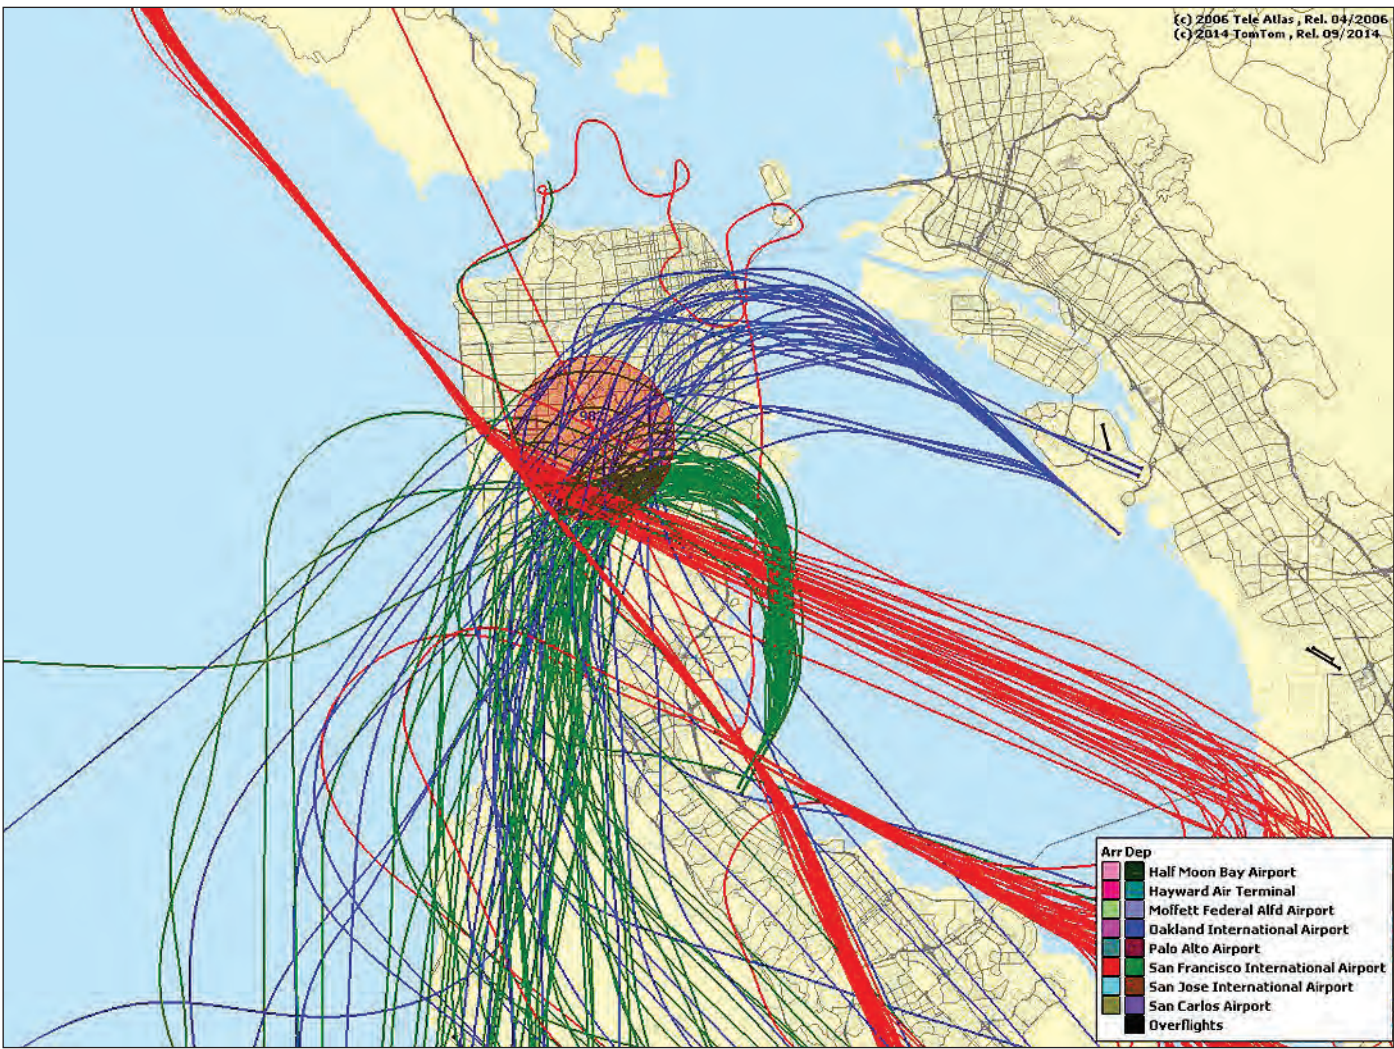 (c) 2006 Tele Atlas , Rel. 04/2006
(c) 2014 TomTom , Rel. 09/2014
Arr Dep
Half Moon Bay Airport
Hayward Air Terminal
Moffett Federal Alfd Airport
Oakland International Airport
Palo Alto Airport
San Francisco International Airport
San Jose International Airport
San Carlos Airport
Overflights